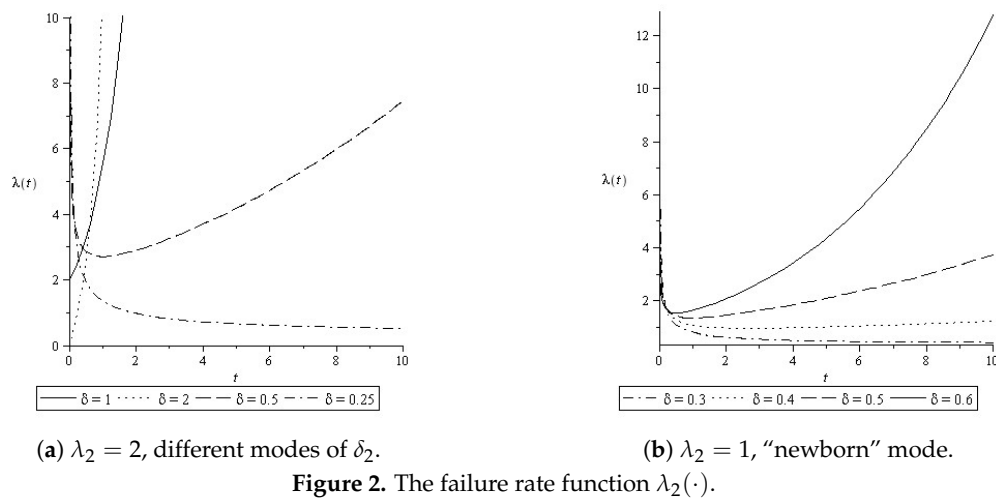 10
8
6
λ(t)
4
2
0
0 2 4 6 8 10
t
δ = 1 δ = 2 δ = 0.5 δ = 0.25
(a) λ₂ = 2, different modes of δ₂.
12
10
8
λ(t)
6
4
2
0 2 4 6 8 10
t
δ = 0.3 δ = 0.4 δ = 0.5 δ = 0.6
(b) λ₂ = 1, “newborn” mode.
Figure 2. The failure rate function λ₂(·).